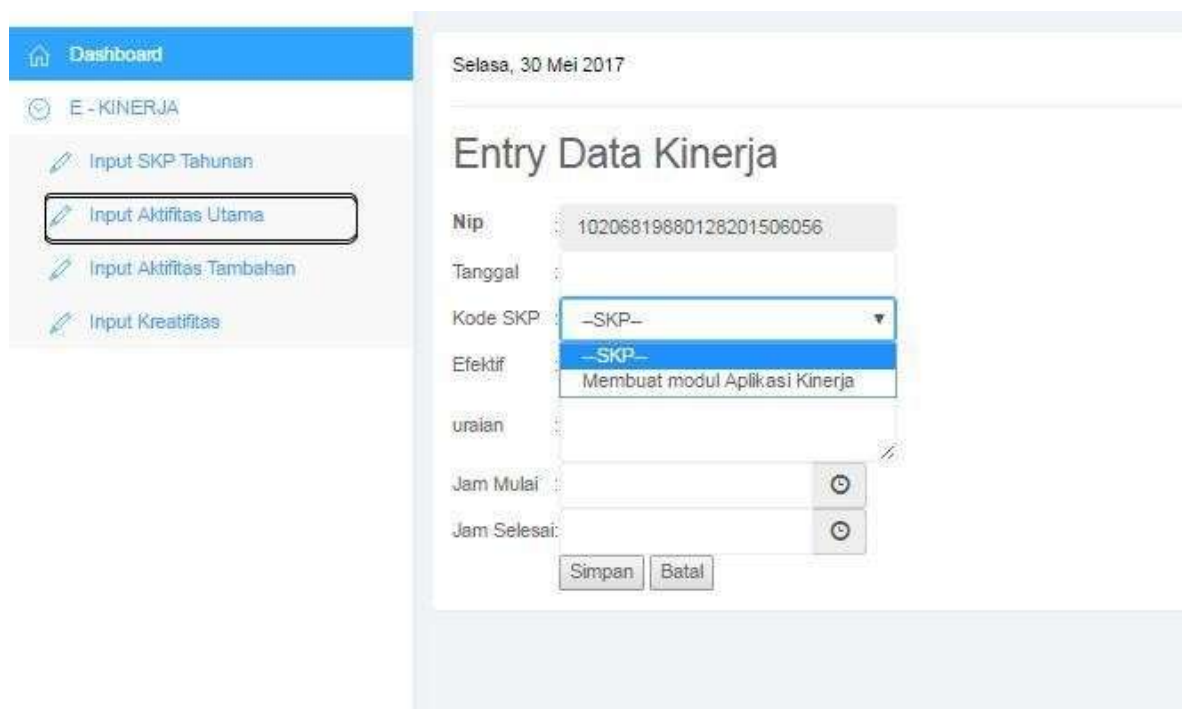 Dashboard
E - KINERJA
Input SKP Tahunan
Input Aktifitas Utama
Input Aktifitas Tambahan
Input Kreatifitas
Selasa, 30 Mei 2017
Entry Data Kinerja
Nip : 10206819880128201506056
Tanggal :
Kode SKP : --SKP--
--SKP--
Membuat modul Aplikasi Kinerja
Efektif :
uraian :
Jam Mulai :
Jam Selesai:
Simpan Batal